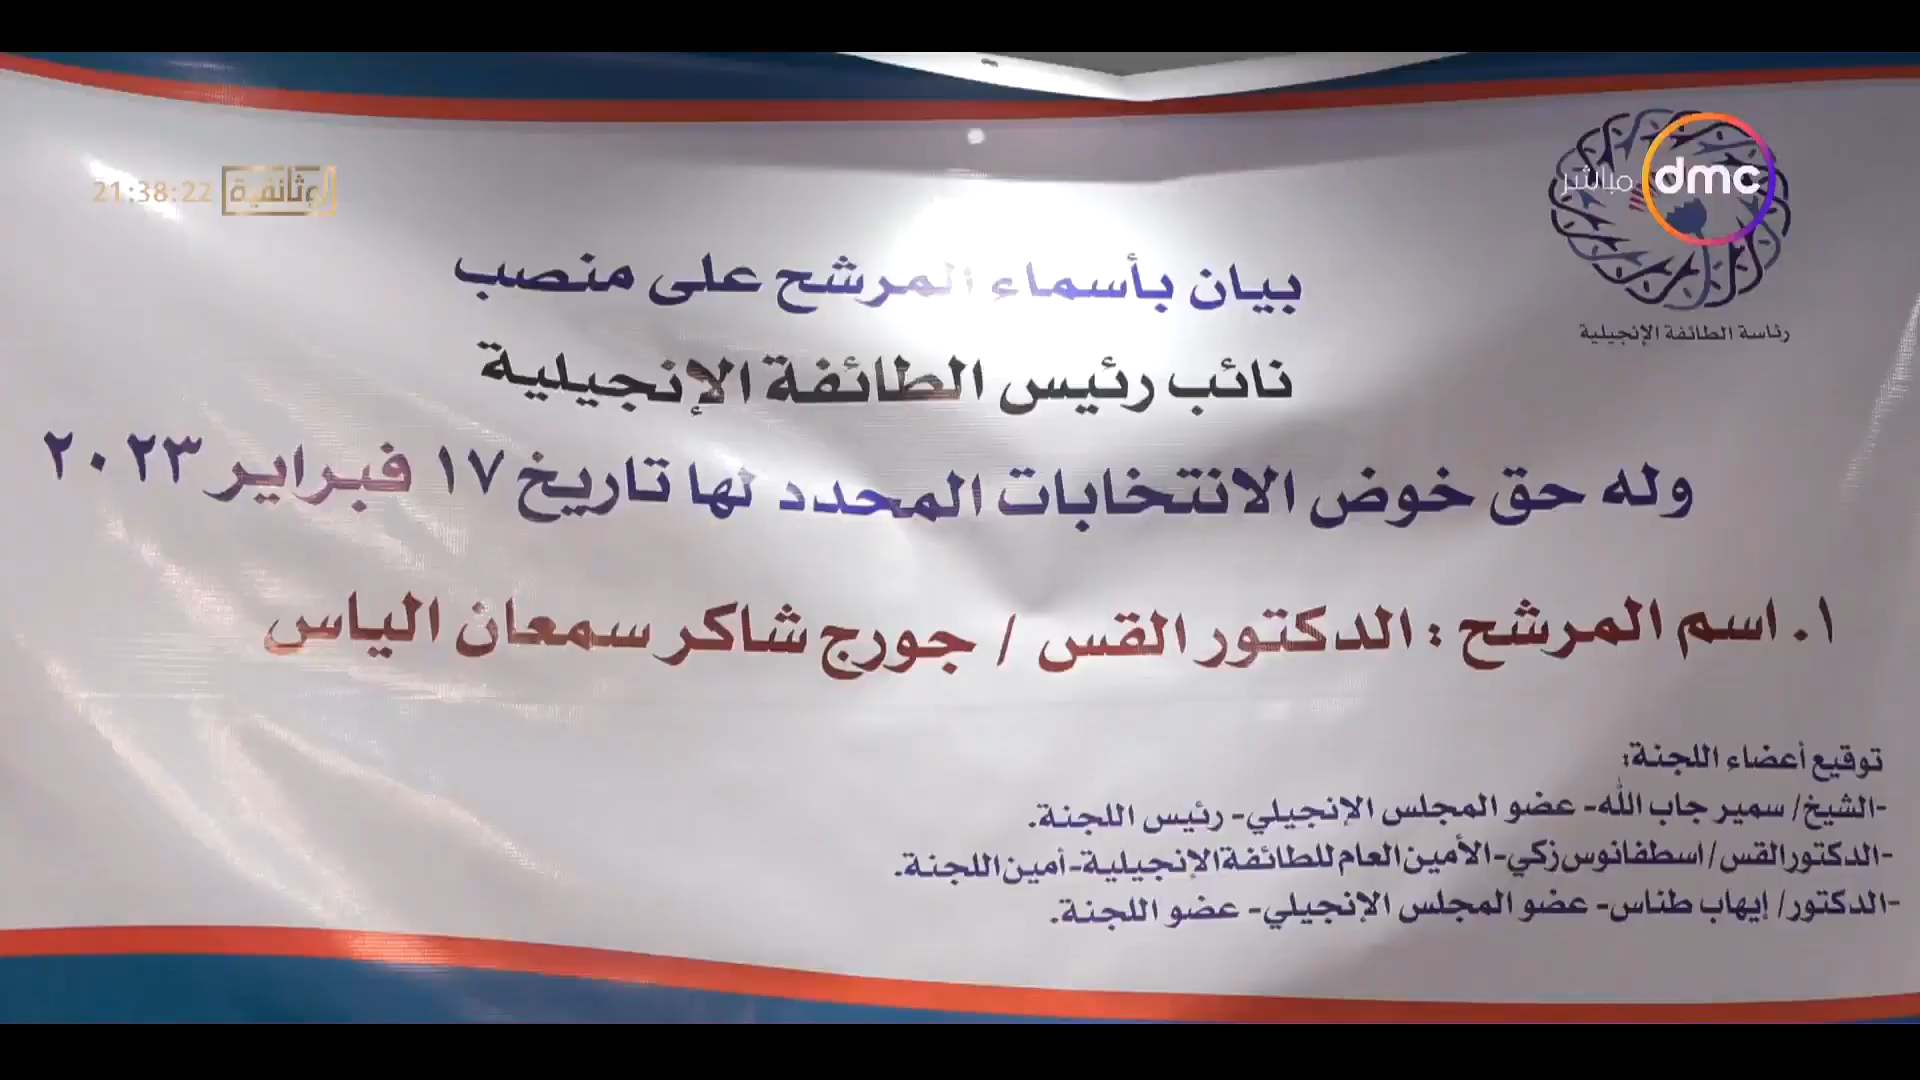 dmc
مباشر
الوثائقية
21:38:22
رئاسة الطائفة الإنجيلية
بيان بأسماء المرشح على منصب
نائب رئيس الطائفة الإنجيلية
وله حق خوض الانتخابات المحدد لها تاريخ ١٧ فبراير ٢٠٢٣
١. اسم المرشح : الدكتور القس / جورج شاكر سمعان الياس
توقيع أعضاء اللجنة:
-الشيخ/ سمير جاب الله- عضو المجلس الإنجيلي- رئيس اللجنة.
-الدكتور القس/ اسطفانوس زكي- الأمين العام للطائفة الإنجيلية- أمين اللجنة.
-الدكتور/ إيهاب طناس- عضو المجلس الإنجيلي- عضو اللجنة.